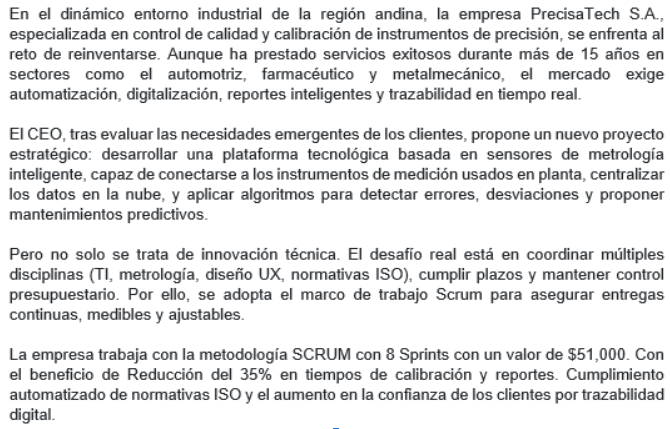 En el dinámico entorno industrial de la región andina, la empresa PrecisaTech S.A.,
especializada en control de calidad y calibración de instrumentos de precisión, se enfrenta al
reto de reinventarse. Aunque ha prestado servicios exitosos durante más de 15 años en
sectores como el automotriz, farmacéutico y metalmecánico, el mercado exige
automatización, digitalización, reportes inteligentes y trazabilidad en tiempo real.
El CEO, tras evaluar las necesidades emergentes de los clientes, propone un nuevo proyecto
estratégico: desarrollar una plataforma tecnológica basada en sensores de metrología
inteligente, capaz de conectarse a los instrumentos de medición usados en planta, centralizar
los datos en la nube, y aplicar algoritmos para detectar errores, desviaciones y proponer
mantenimientos predictivos.
Pero no solo se trata de innovación técnica. El desafío real está en coordinar múltiples
disciplinas (TI, metrología, diseño UX, normativas ISO), cumplir plazos y mantener control
presupuestario. Por ello, se adopta el marco de trabajo Scrum para asegurar entregas
continuas, medibles y ajustables.
La empresa trabaja con la metodología SCRUM con 8 Sprints con un valor de $51,000. Con
el beneficio de Reducción del 35% en tiempos de calibración y reportes. Cumplimiento
automatizado de normativas ISO y el aumento en la confianza de los clientes por trazabilidad
digital.